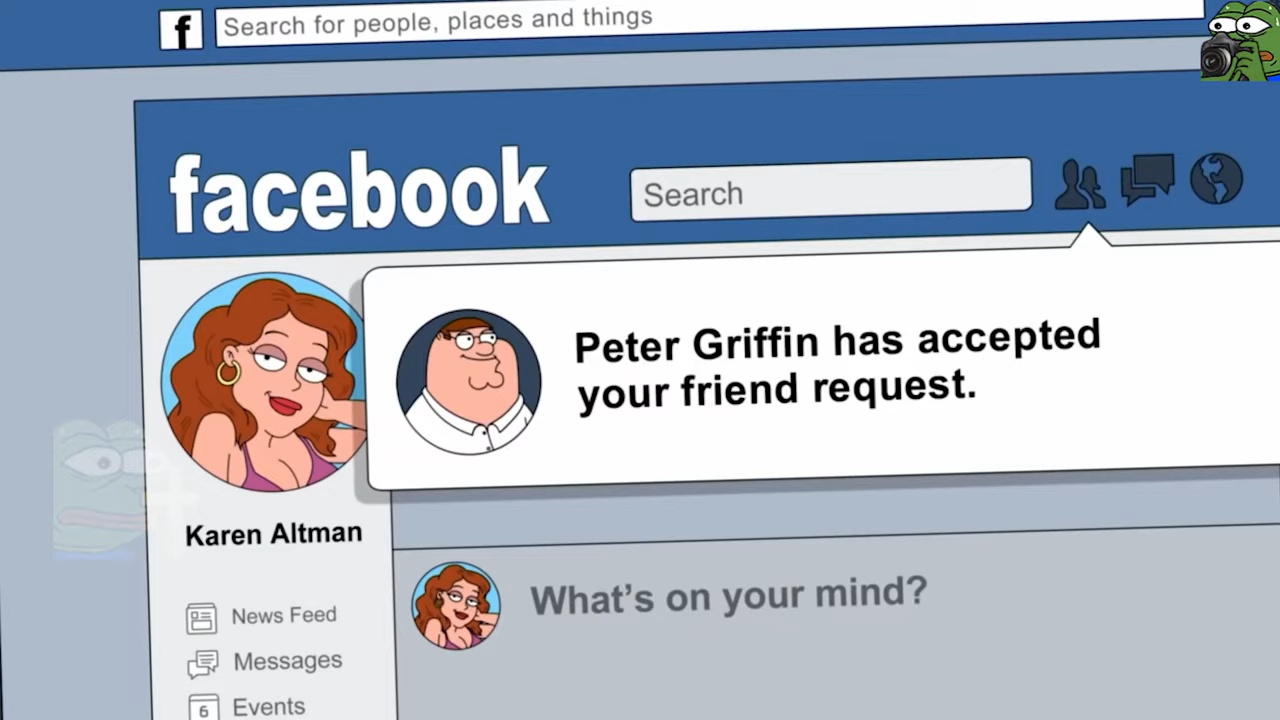 f
Search for people, places and things
facebook
Search
Peter Griffin has accepted
your friend request.
Karen Altman
What's on your mind?
News Feed
Messages
6
Events